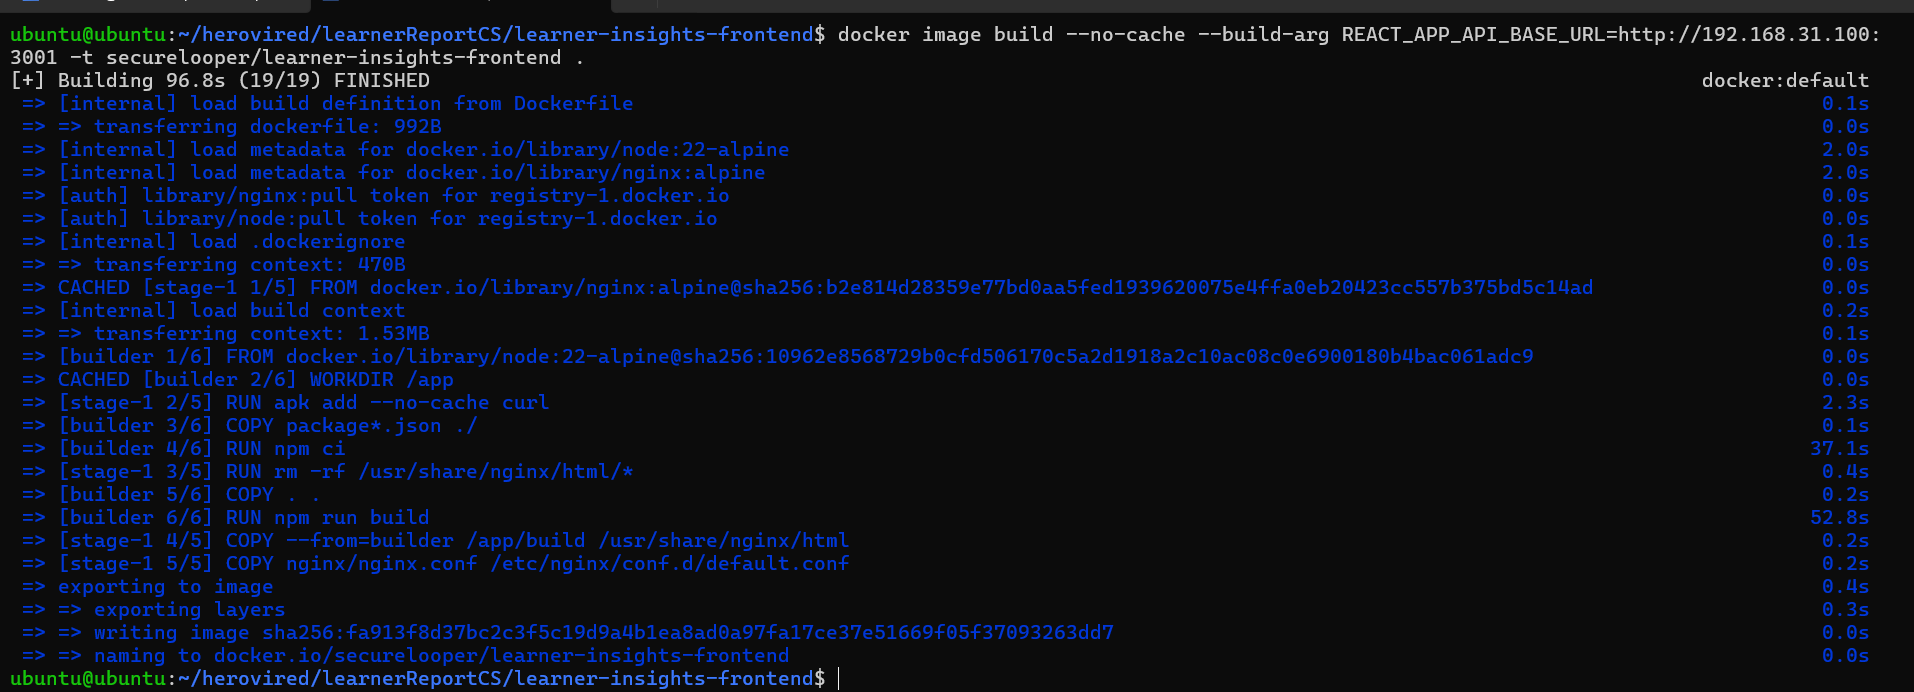 ubuntu@ubuntu:~/herovired/learnerReportCS/learner-insights-frontend$ docker image build --no-cache --build-arg REACT_APP_API_BASE_URL=http://192.168.31.100:
3001 -t securelooper/learner-insights-frontend .
[+] Building 96.8s (19/19) FINISHED docker:default
=> [internal] load build definition from Dockerfile 0.1s
=> => transferring dockerfile: 992B 0.0s
=> [internal] load metadata for docker.io/library/node:22-alpine 2.0s
=> [internal] load metadata for docker.io/library/nginx:alpine 2.0s
=> [auth] library/nginx:pull token for registry-1.docker.io 0.0s
=> [auth] library/node:pull token for registry-1.docker.io 0.0s
=> [internal] load .dockerignore 0.1s
=> => transferring context: 470B 0.0s
=> CACHED [stage-1 1/5] FROM docker.io/library/nginx:alpine@sha256:b2e814d28359e77bd0aa5fed1939620075e4ffa0eb20423cc557b375bd5c14ad 0.0s
=> [internal] load build context 0.2s
=> => transferring context: 1.53MB 0.1s
=> [builder 1/6] FROM docker.io/library/node:22-alpine@sha256:10962e8568729b0cfd506170c5a2d1918a2c10ac08c0e6900180b4bac061adc9 0.0s
=> CACHED [builder 2/6] WORKDIR /app 0.0s
=> [stage-1 2/5] RUN apk add --no-cache curl 2.3s
=> [builder 3/6] COPY package*.json ./ 0.1s
=> [builder 4/6] RUN npm ci 37.1s
=> [stage-1 3/5] RUN rm -rf /usr/share/nginx/html/* 0.4s
=> [builder 5/6] COPY . . 0.2s
=> [builder 6/6] RUN npm run build 52.8s
=> [stage-1 4/5] COPY --from=builder /app/build /usr/share/nginx/html 0.2s
=> [stage-1 5/5] COPY nginx/nginx.conf /etc/nginx/conf.d/default.conf 0.2s
=> exporting to image 0.4s
=> => exporting layers 0.3s
=> => writing image sha256:fa913f8d37bc2c3f5c19d9a4b1ea8ad0a97fa17ce37e51669f05f37093263dd7 0.0s
=> => naming to docker.io/securelooper/learner-insights-frontend 0.0s
ubuntu@ubuntu:~/herovired/learnerReportCS/learner-insights-frontend$